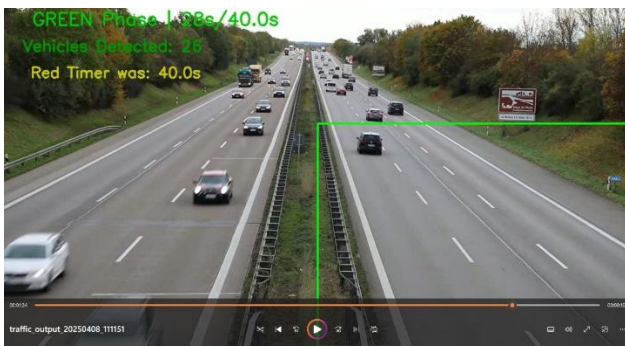 GREEN Phase | 28s/40.0s
Vehicles Detected: 26
Red Timer was: 40.0s
traffic_output_20250408_111151